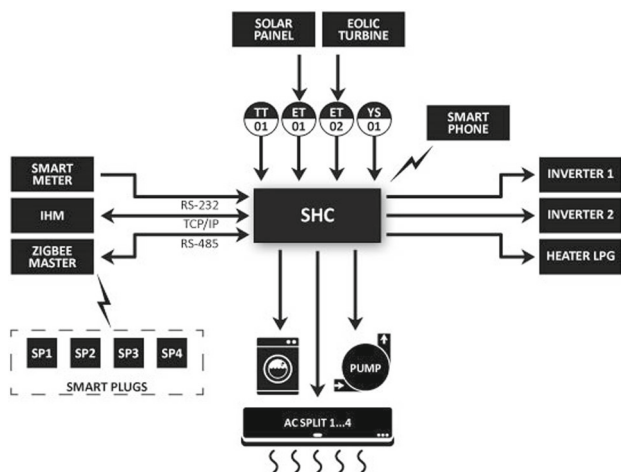 SOLAR
PAINEL
EOLIC
TURBINE
TT
01
ET
01
ET
02
YS
01
SMART
PHONE
SMART
METER
IHM
ZIGBEE
MASTER
RS-232
TCP/IP
RS-485
SHC
INVERTER 1
INVERTER 2
HEATER LPG
SP1
SP2
SP3
SP4
SMART PLUGS
PUMP
AC SPLIT 1...4